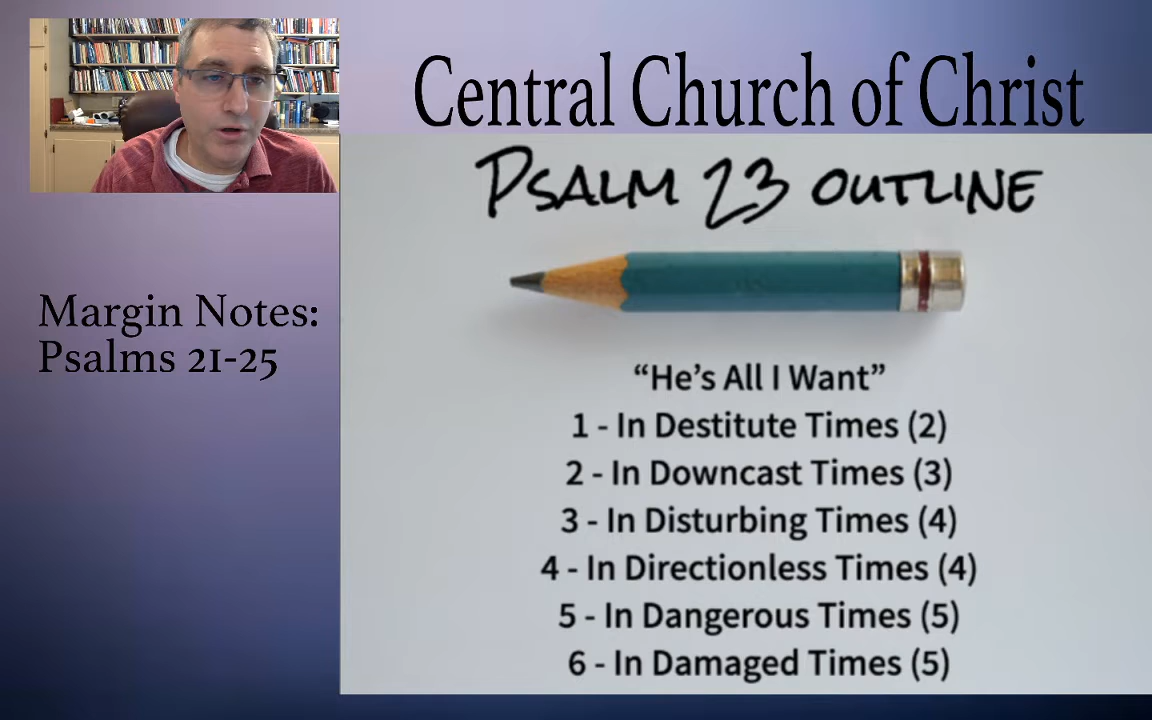 Central Church of Christ
PSALM 23 OUTLINE
Margin Notes:
Psalms 21-25
“He’s All I Want”
1 - In Destitute Times (2)
2 - In Downcast Times (3)
3 - In Disturbing Times (4)
4 - In Directionless Times (4)
5 - In Dangerous Times (5)
6 - In Damaged Times (5)